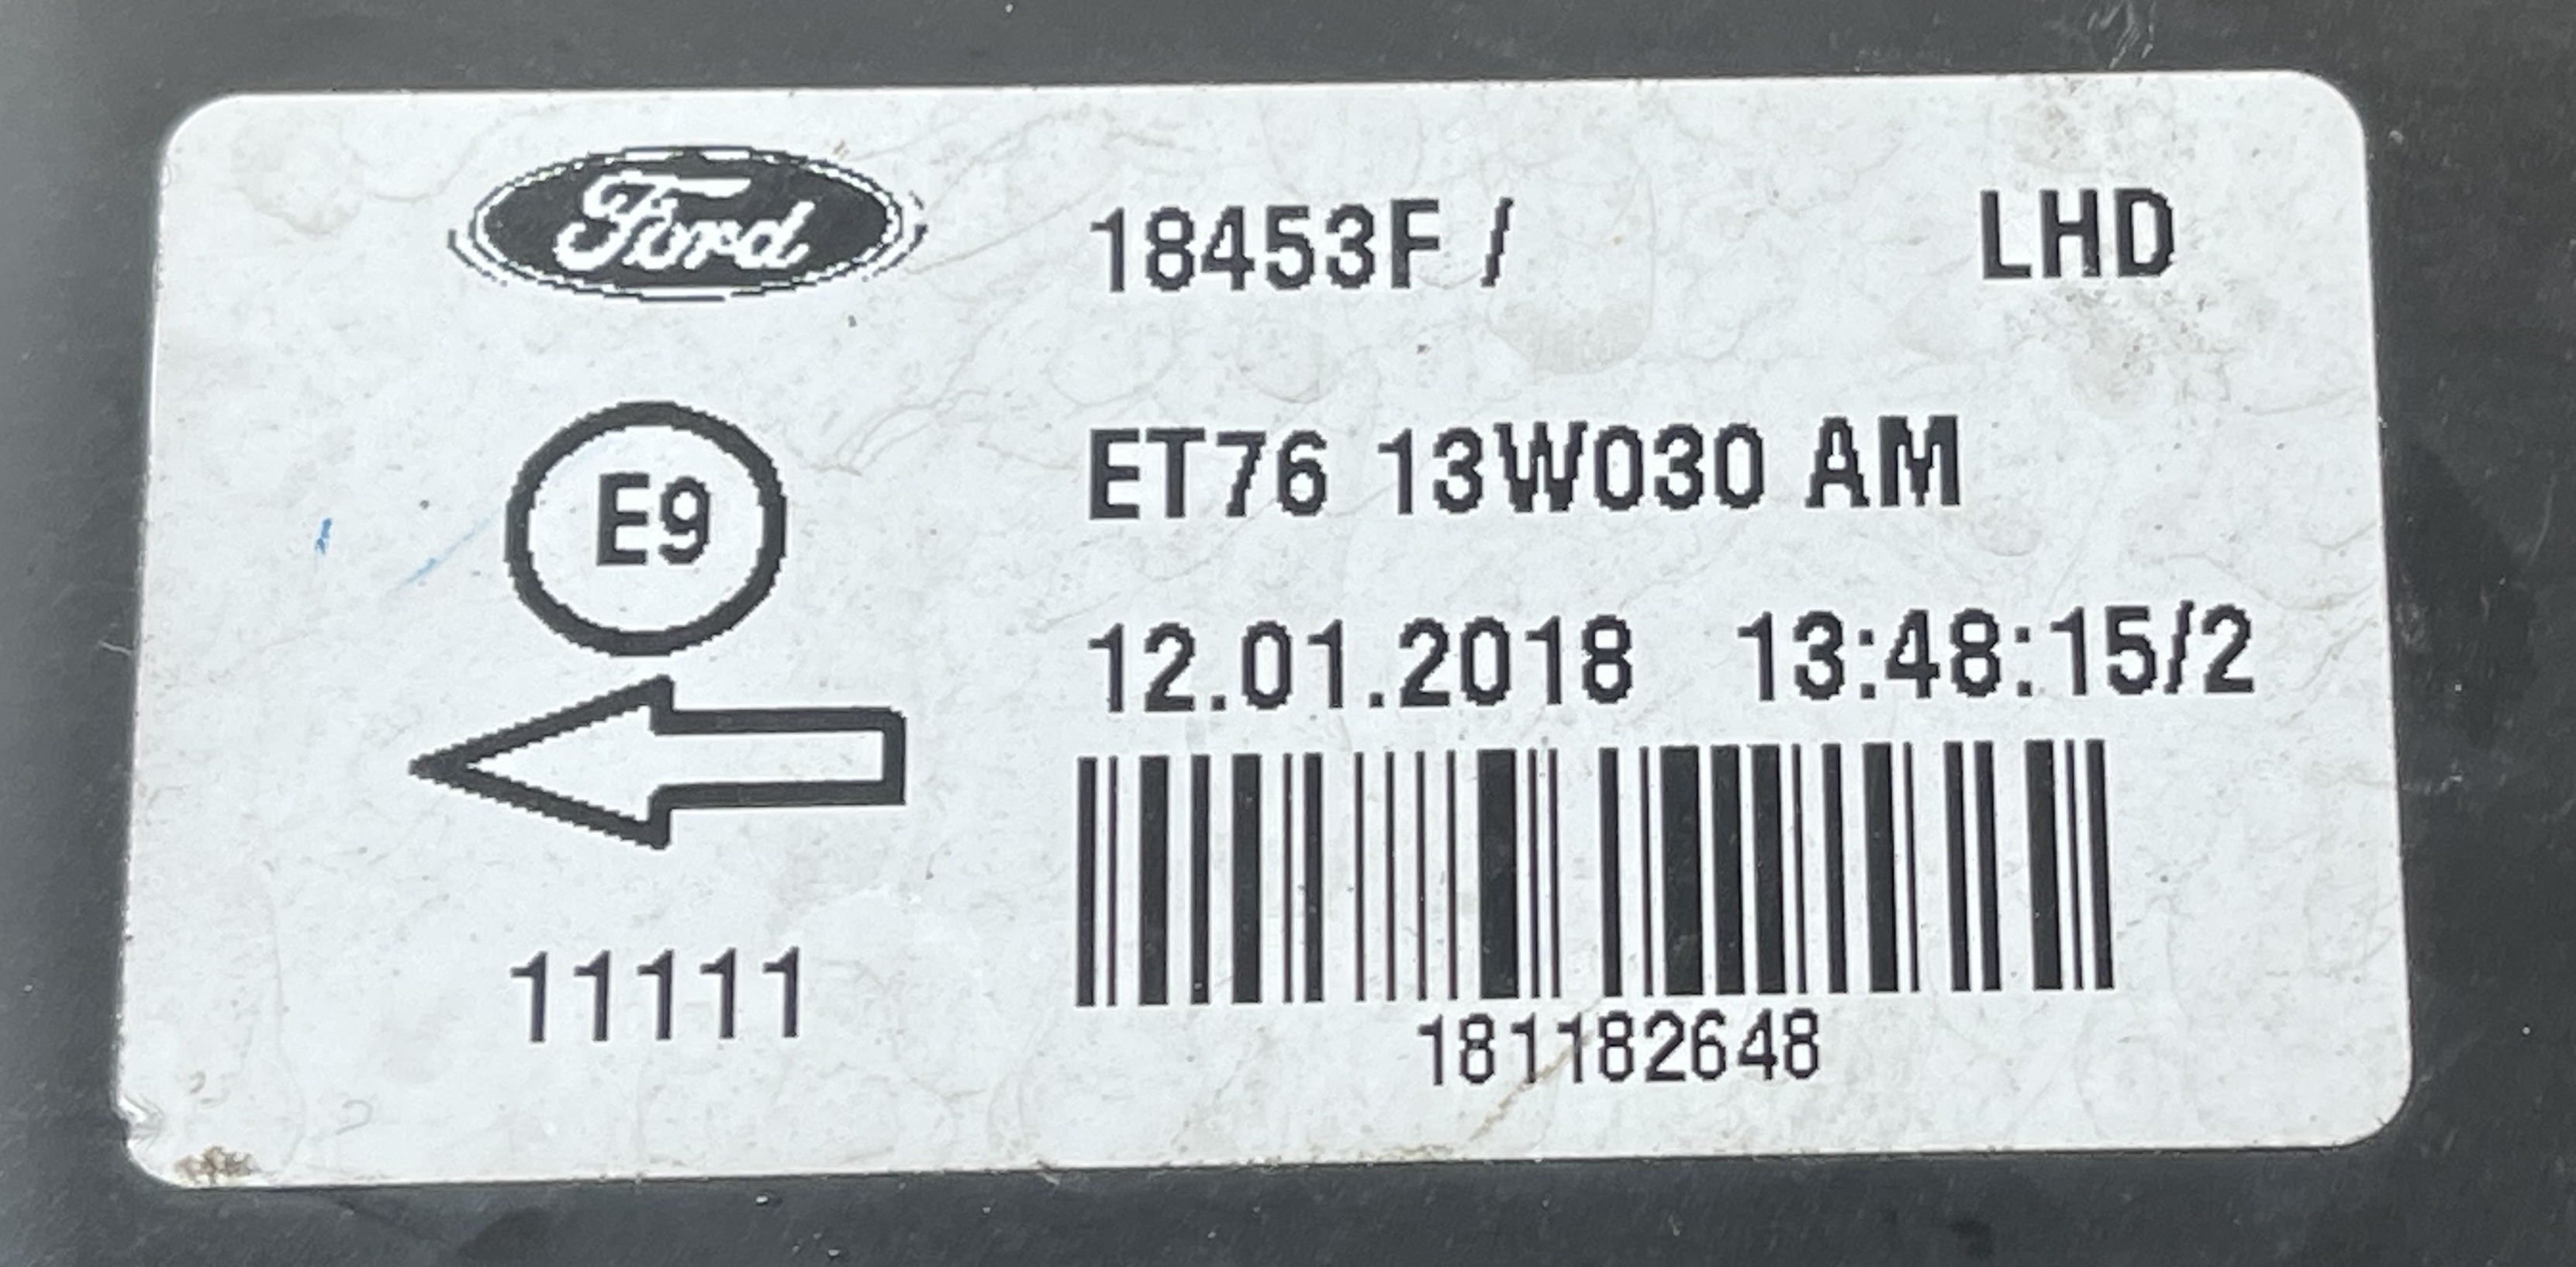 Ford
18453F / LHD
E9
ET76 13W030 AM
12.01.2018 13:48:15/2
11111
181182648